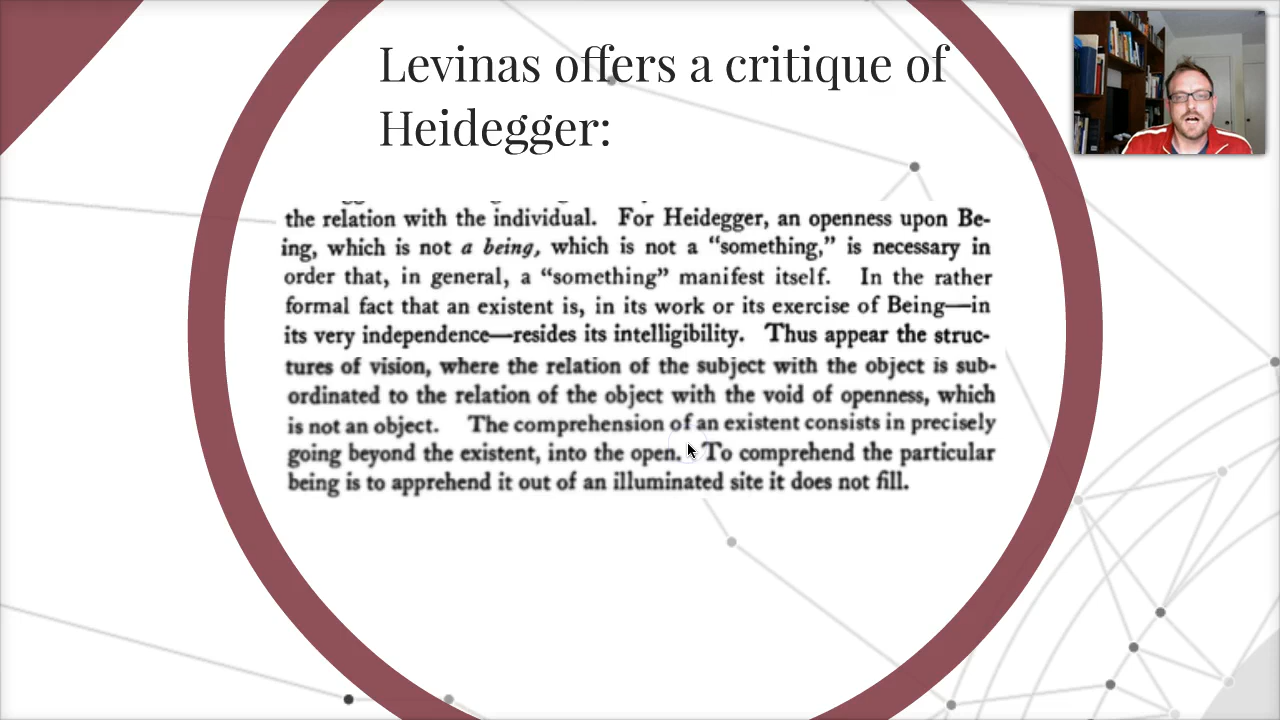 Levinas offers a critique of
Heidegger:
the relation with the individual. For Heidegger, an openness upon Be-
ing, which is not a being, which is not a “something,” is necessary in
order that, in general, a “something” manifest itself. In the rather
formal fact that an existent is, in its work or its exercise of Being—in
its very independence—resides its intelligibility. Thus appear the struc-
tures of vision, where the relation of the subject with the object is sub-
ordinated to the relation of the object with the void of openness, which
is not an object. The comprehension of an existent consists in precisely
going beyond the existent, into the open. To comprehend the particular
being is to apprehend it out of an illuminated site it does not fill.